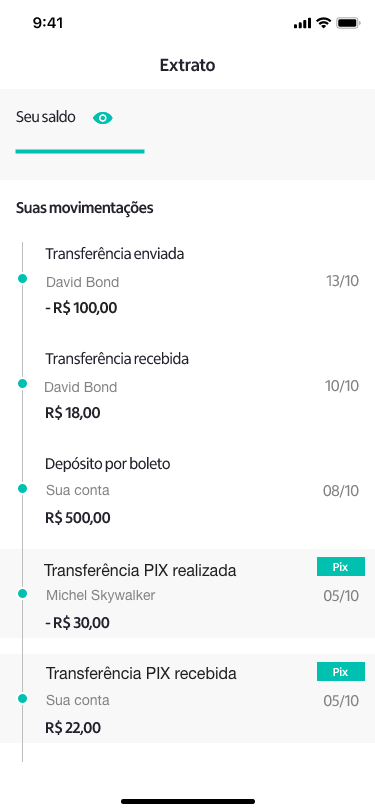 9:41
Extrato
Seu saldo
Suas movimentações
Transferência enviada
David Bond
13/10
- R$ 100,00
Transferência recebida
David Bond
10/10
R$ 18,00
Depósito por boleto
Sua conta
08/10
R$ 500,00
Transferência PIX realizada
Pix
Michel Skywalker
05/10
- R$ 30,00
Transferência PIX recebida
Pix
Sua conta
05/10
R$ 22,00